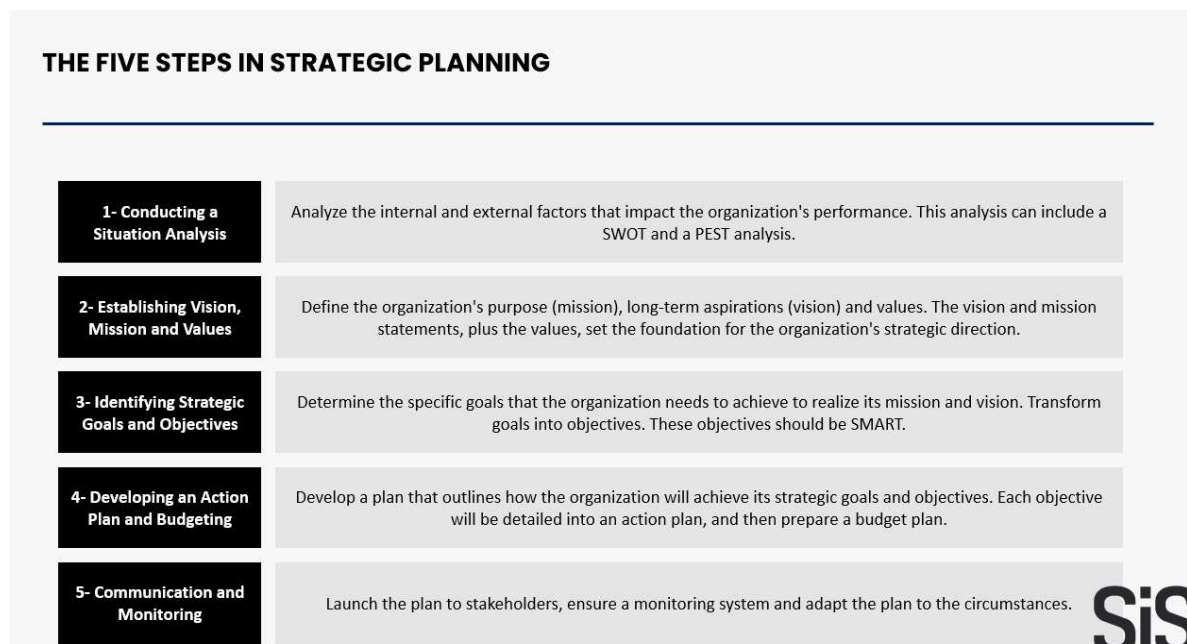 THE FIVE STEPS IN STRATEGIC PLANNING
1- Conducting a
Situation Analysis
Analyze the internal and external factors that impact the organization's performance. This analysis can include a
SWOT and a PEST analysis.
2- Establishing Vision,
Mission and Values
Define the organization's purpose (mission), long-term aspirations (vision) and values. The vision and mission
statements, plus the values, set the foundation for the organization's strategic direction.
3- Identifying Strategic
Goals and Objectives
Determine the specific goals that the organization needs to achieve to realize its mission and vision. Transform
goals into objectives. These objectives should be SMART.
4- Developing an Action
Plan and Budgeting
Develop a plan that outlines how the organization will achieve its strategic goals and objectives. Each objective
will be detailed into an action plan, and then prepare a budget plan.
5- Communication and
Monitoring
Launch the plan to stakeholders, ensure a monitoring system and adapt the plan to the circumstances.
SiS